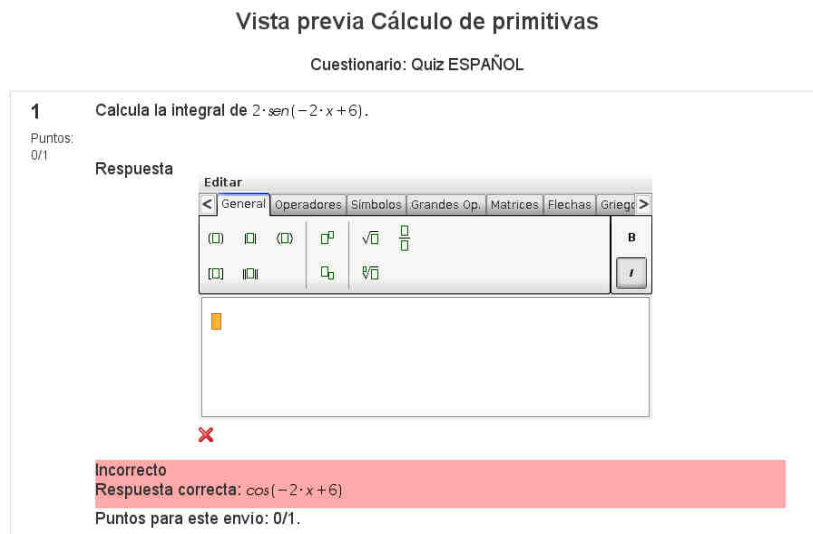 Vista previa Cálculo de primitivas
Cuestionario: Quiz ESPAÑOL
1 Calcula la integral de 2·sen(−2·x+6).
Puntos:
0/1
Respuesta
Editar
< General Operadores Símbolos Grandes Op. Matrices Flechas Griego >
B
I
Incorrecto
Respuesta correcta: cos(−2·x+6)
Puntos para este envio: 0/1.